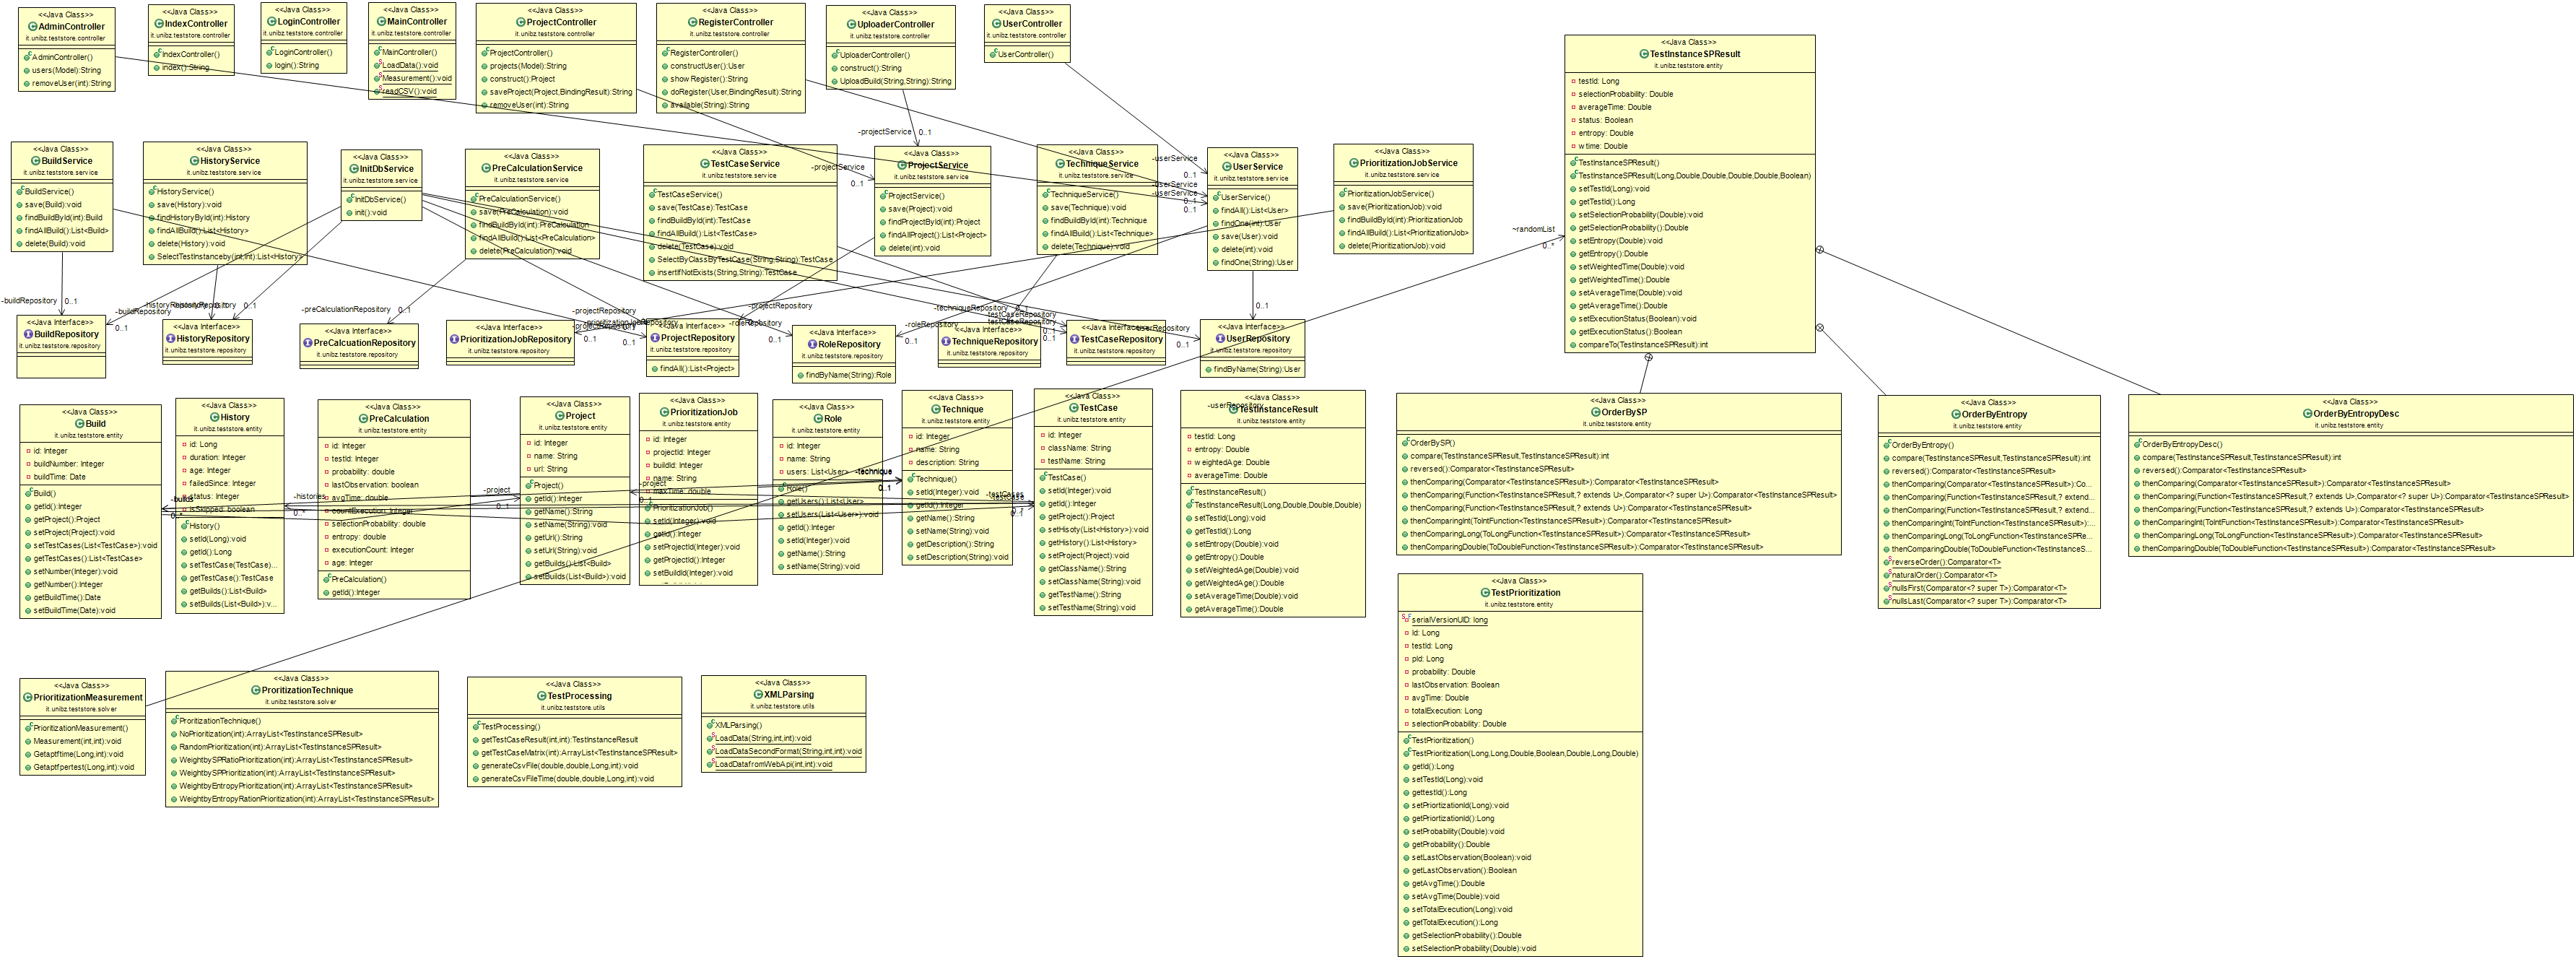 <<Java Class>>
AdminController
it.unibz.teststore.controller
AdminController()
users(Model):String
removeUser(int):String
<<Java Class>>
IndexController
it.unibz.teststore.controller
IndexController()
index():String
<<Java Class>>
LoginController
it.unibz.teststore.controller
LoginController()
login():String
<<Java Class>>
MainController
it.unibz.teststore.controller
MainController()
LoadData():void
Measurement():void
readCSV():void
<<Java Class>>
ProjectController
it.unibz.teststore.controller
ProjectController()
projects(Model):String
construct():Project
saveProject(Project,BindingResult):String
removeUser(int):String
<<Java Class>>
RegisterController
it.unibz.teststore.controller
RegisterController()
constructUser():User
show Register():String
doRegister(User,BindingResult):String
available(String):String
<<Java Class>>
UploaderController
it.unibz.teststore.controller
UploaderController()
construct():String
UploadBuild(String,String):String
<<Java Class>>
UserController
it.unibz.teststore.controller
UserController()
<<Java Class>>
TestInstanceSPResult
it.unibz.teststore.entity
testId: Long
selectionProbability: Double
averageTime: Double
status: Boolean
entropy: Double
w time: Double
TestInstanceSPResult()
TestInstanceSPResult(Long,Double,Double,Double,Double,Boolean)
setTestId(Long):void
getTestId():Long
setSelectionProbability(Double):void
getSelectionProbability():Double
setEntropy(Double):void
getEntropy():Double
setWeightedTime(Double):void
getWeightedTime():Double
setAverageTime(Double):void
getAverageTime():Double
setExecutionStatus(Boolean):void
getExecutionStatus():Boolean
compareTo(TestInstanceSPResult):int
<<Java Class>>
BuildService
it.unibz.teststore.service
BuildService()
save(Build):void
findBuildById(int):Build
findAllBuild():List<Build>
delete(Build):void
<<Java Class>>
HistoryService
it.unibz.teststore.service
HistoryService()
save(History):void
findHistoryById(int):History
findAllHistory():List<History>
delete(History):void
SelectTestInstanceby(int,int):List<History>
<<Java Class>>
InitDbService
it.unibz.teststore.service
InitDbService()
init():void
<<Java Class>>
PreCalculationService
it.unibz.teststore.service
PreCalculationService()
save(PreCalculation):void
findBuildById(int):PreCalculation
findAllBuild():List<PreCalculation>
delete(PreCalculation):void
<<Java Class>>
TestCaseService
it.unibz.teststore.service
TestCaseService()
save(TestCase):TestCase
findBuildById(int):TestCase
findAllBuild():List<TestCase>
delete(TestCase):void
SelectByClassByTestCase(String,String):TestCase
insertIfNotExists(String,String):TestCase
-projectService 0..1
-projectService
0..1
<<Java Class>>
ProjectService
it.unibz.teststore.service
ProjectService()
save(Project):void
findProjectById(int):Project
findAllProject():List<Project>
delete(int):void
<<Java Class>>
TechniqueService
it.unibz.teststore.service
TechniqueService()
save(Technique):void
findBuildById(int):Technique
findAllBuild():List<Technique>
delete(Technique):void
-userService
0..1
-userService
-userService
0..1
<<Java Class>>
UserService
it.unibz.teststore.service
UserService()
findAll():List<User>
findOne(int):User
save(User):void
delete(int):void
findOne(String):User
<<Java Class>>
PrioritizationJobService
it.unibz.teststore.service
PrioritizationJobService()
save(PrioritizationJob):void
findBuildById(int):PrioritizationJob
findAllBuild():List<PrioritizationJob>
delete(PrioritizationJob):void
~randomList
0..*
-buildRepository 0..1
-buildRepository
0..1
0..1
-preCalculationRepository 0..1
-projectRepository
0..1
0..1
-projectRepository
-roleRepository
0..1
-roleRepository
0..1
-techniqueRepository
-testCaseRepository
-testCaseRepository
0..1
0..1
-userRepository
0..1
0..1
<<Java Interface>>
BuildRepository
it.unibz.teststore.repository
<<Java Interface>>
HistoryRepository
it.unibz.teststore.repository
<<Java Interface>>
PreCalcuationRepository
it.unibz.teststore.repository
<<Java Interface>>
PrioritizationJobRepository
it.unibz.teststore.repository
<<Java Interface>>
ProjectRepository
it.unibz.teststore.repository
findAll():List<Project>
<<Java Interface>>
RoleRepository
it.unibz.teststore.repository
findByName(String):Role
<<Java Interface>>
TechniqueRepository
it.unibz.teststore.repository
<<Java Interface>>
TestCaseRepository
it.unibz.teststore.repository
<<Java Interface>>
UserRepository
it.unibz.teststore.repository
findByName(String):User
<<Java Class>>
Build
it.unibz.teststore.entity
id: Integer
buildNumber: Integer
buildTime: Date
Build()
getId():Integer
getProject():Project
setProject(Project):void
setTestCases(List<TestCase>):void
getTestCases():List<TestCase>
setNumber(Integer):void
getNumber():Integer
getBuildTime():Date
setBuildTime(Date):void
-builds
0..*
<<Java Class>>
History
it.unibz.teststore.entity
id: Long
duration: Integer
age: Integer
failedSince: Integer
status: Integer
isSkipped: boolean
History()
setId(Long):void
getId():Long
setTestCase(TestCase)...
getTestCase():TestCase
getBuilds():List<Build>
setBuilds(List<Build>):v...
-histories
0..*
<<Java Class>>
PreCalculation
it.unibz.teststore.entity
id: Integer
testId: Integer
probability: double
lastObservation: boolean
avgTime: double
countExecution: Integer
selectionProbability: double
entropy: double
executionCount: Integer
age: Integer
PreCalculation()
getId():Integer
-project
0..1
<<Java Class>>
Project
it.unibz.teststore.entity
id: Integer
name: String
url: String
Project()
getId():Integer
getName():String
setName(String):void
getUrl():String
setUrl(String):void
getBuilds():List<Build>
setBuilds(List<Build>):void
-project
0..1
<<Java Class>>
PrioritizationJob
it.unibz.teststore.entity
id: Integer
projectId: Integer
buildId: Integer
name: String
maxTime: double
PrioritizationJob()
setId(Integer):void
getId():Integer
setProjectId(Integer):void
getProjectId():Integer
setBuildId(Integer):void
<<Java Class>>
Role
it.unibz.teststore.entity
id: Integer
name: String
users: List<User>
Role()
getUsers():List<User>
setUsers(List<User>):void
getId():Integer
setId(Integer):void
getName():String
setName(String):void
-technique
0..1
<<Java Class>>
Technique
it.unibz.teststore.entity
id: Integer
name: String
description: String
Technique()
setId(Integer):void
getId():Integer
getName():String
setName(String):void
getDescription():String
setDescription(String):void
-testCases
<<Java Class>>
TestCase
it.unibz.teststore.entity
id: Integer
className: String
testName: String
TestCase()
setId(Integer):void
getId():Integer
getProject():Project
setHisoty(List<History>):void
getHistory():List<History>
setProject(Project):void
getClassName():String
setClassName(String):void
getTestName():String
setTestName(String):void
<<Java Class>>
-userRepository
TestInstanceResult
it.unibz.teststore.entity
testId: Long
entropy: Double
w eightedAge: Double
averageTime: Double
TestInstanceResult()
TestInstanceResult(Long,Double,Double,Double)
setTestId(Long):void
getTestId():Long
setEntropy(Double):void
getEntropy():Double
setWeightedAge(Double):void
getWeightedAge():Double
setAverageTime(Double):void
getAverageTime():Double
<<Java Class>>
OrderBySP
it.unibz.teststore.entity
OrderBySP()
compare(TestInstanceSPResult,TestInstanceSPResult):int
reversed():Comparator<TestInstanceSPResult>
thenComparing(Comparator<TestInstanceSPResult>):Comparator<TestInstanceSPResult>
thenComparing(Function<TestInstanceSPResult,? extends U>,Comparator<? super U>):Comparator<TestInstanceSPResult>
thenComparing(Function<TestInstanceSPResult,? extends U>):Comparator<TestInstanceSPResult>
thenComparingInt(ToIntFunction<TestInstanceSPResult>):Comparator<TestInstanceSPResult>
thenComparingLong(ToLongFunction<TestInstanceSPResult>):Comparator<TestInstanceSPResult>
thenComparingDouble(ToDoubleFunction<TestInstanceSPResult>):Comparator<TestInstanceSPResult>
<<Java Class>>
OrderByEntropy
it.unibz.teststore.entity
OrderByEntropy()
compare(TestInstanceSPResult,TestInstanceSPResult):int
reversed():Comparator<TestInstanceSPResult>
thenComparing(Comparator<TestInstanceSPResult>):Co...
thenComparing(Function<TestInstanceSPResult,? extend...
thenComparing(Function<TestInstanceSPResult,? extend...
thenComparingInt(ToIntFunction<TestInstanceSPResult>):...
thenComparingLong(ToLongFunction<TestInstanceSPRe...
thenComparingDouble(ToDoubleFunction<TestInstanceS...
reverseOrder():Comparator<T>
naturalOrder():Comparator<T>
nullsFirst(Comparator<? super T>):Comparator<T>
nullsLast(Comparator<? super T>):Comparator<T>
<<Java Class>>
OrderByEntropyDesc
it.unibz.teststore.entity
OrderByEntropyDesc()
compare(TestInstanceSPResult,TestInstanceSPResult):int
reversed():Comparator<TestInstanceSPResult>
thenComparing(Comparator<TestInstanceSPResult>):Comparator<TestInstanceSPResult>
thenComparing(Function<TestInstanceSPResult,? extends U>,Comparator<? super U>):Comparator<TestInstanceSPResult>
thenComparing(Function<TestInstanceSPResult,? extends U>):Comparator<TestInstanceSPResult>
thenComparingInt(ToIntFunction<TestInstanceSPResult>):Comparator<TestInstanceSPResult>
thenComparingLong(ToLongFunction<TestInstanceSPResult>):Comparator<TestInstanceSPResult>
thenComparingDouble(ToDoubleFunction<TestInstanceSPResult>):Comparator<TestInstanceSPResult>
<<Java Class>>
TestPrioritization
it.unibz.teststore.entity
serialVersionUID: long
Id: Long
testId: Long
pId: Long
probability: Double
lastObservation: Boolean
avgTime: Double
totalExecution: Long
selectionProbability: Double
TestPrioritization()
TestPrioritization(Long,Long,Double,Boolean,Double,Long,Double)
getId():Long
setTestId(Long):void
gettestId():Long
setPriortizationId(Long):void
getPriortizationId():Long
setProbability(Double):void
getProbability():Double
setLastObservation(Boolean):void
getLastObservation():Boolean
getAvgTime():Double
setAvgTime(Double):void
setTotalExecution(Long):void
getTotalExecution():Long
getSelectionProbability():Double
setSelectionProbability(Double):void
<<Java Class>>
PrioritizationMeasurement
it.unibz.teststore.solver
PrioritizationMeasurement()
Measurement(int,int):void
Getaptftime(Long,int):void
Getaptfpertest(Long,int):void
<<Java Class>>
ProritizationTechnique
it.unibz.teststore.solver
ProritizationTechnique()
NoPrioritization(int):ArrayList<TestInstanceSPResult>
RandomPrioritization(int):ArrayList<TestInstanceSPResult>
WeightbySPRatioPrioritization(int):ArrayList<TestInstanceSPResult>
WeightbySPPrioritization(int):ArrayList<TestInstanceSPResult>
WeightbyEntropyPrioritization(int):ArrayList<TestInstanceSPResult>
WeightbyEntropyRationPrioritization(int):ArrayList<TestInstanceSPResult>
<<Java Class>>
TestProcessing
it.unibz.teststore.utils
TestProcessing()
getTestCaseResult(int,int):TestInstanceResult
getTestCaseMatrix(int):ArrayList<TestInstanceSPResult>
generateCsvFile(double,double,Long,int):void
generateCsvFileTime(double,double,Long,int):void
<<Java Class>>
XMLParsing
it.unibz.teststore.utils
XMLParsing()
LoadData(String,int,int):void
LoadDataSecondFormat(String,int,int):void
LoadDatafromWebApi(int,int):void